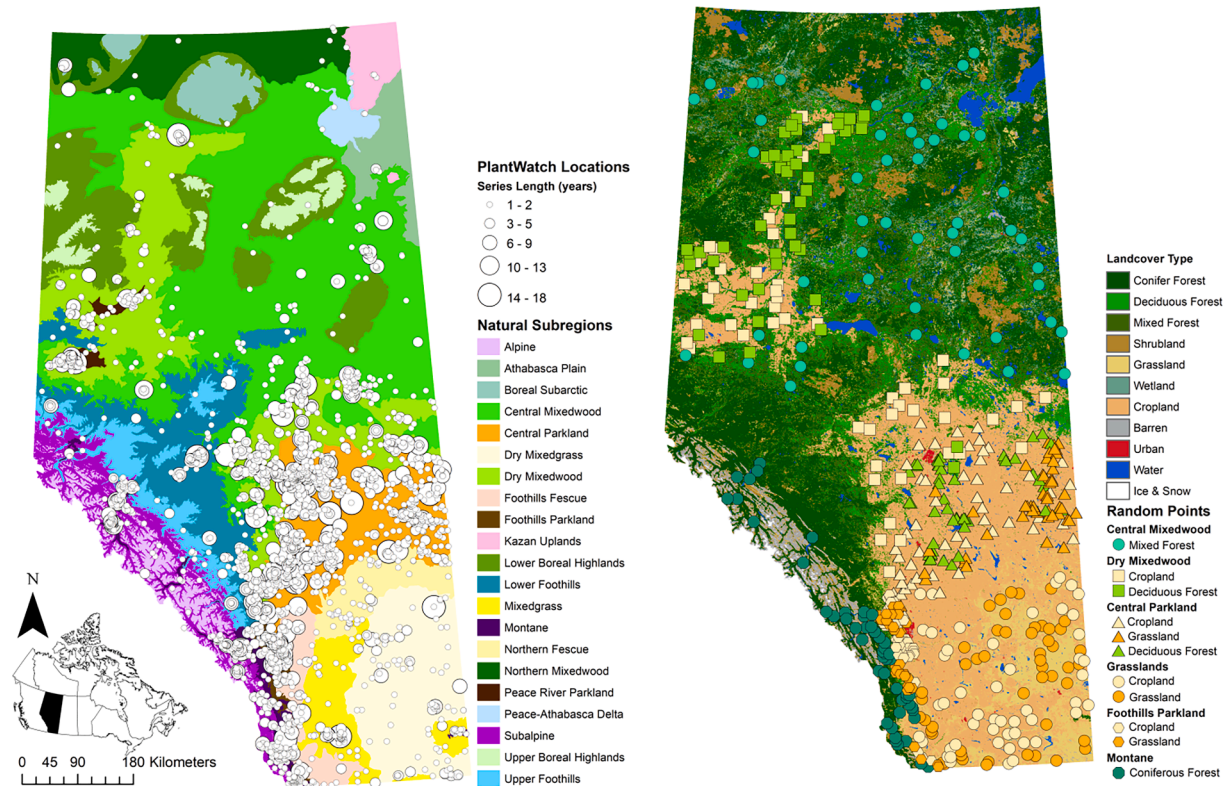 PlantWatch Locations
Series Length (years)
1 - 2
3 - 5
6 - 9
10 - 13
14 - 18
Natural Subregions
Alpine
Athabasca Plain
Boreal Subarctic
Central Mixedwood
Central Parkland
Dry Mixedgrass
Dry Mixedwood
Foothills Fescue
Foothills Parkland
Kazan Uplands
Lower Boreal Highlands
Lower Foothills
Mixedgrass
Montane
Northern Fescue
Northern Mixedwood
Peace River Parkland
Peace-Athabasca Delta
Subalpine
Upper Boreal Highlands
Upper Foothills
N
0 45 90 180 Kilometers
Landcover Type
Conifer Forest
Deciduous Forest
Mixed Forest
Shrubland
Grassland
Wetland
Cropland
Barren
Urban
Water
Ice & Snow
Random Points
Central Mixedwood
Mixed Forest
Dry Mixedwood
Cropland
Deciduous Forest
Central Parkland
Cropland
Grassland
Deciduous Forest
Grasslands
Cropland
Grassland
Foothills Parkland
Cropland
Grassland
Montane
Coniferous Forest